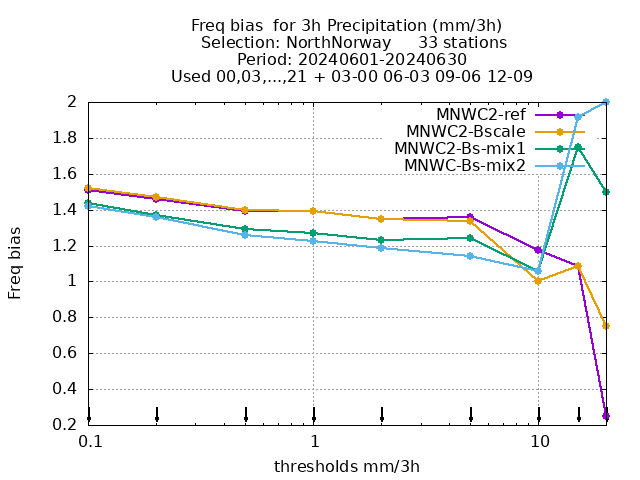 Freq bias  for 3h Precipitation (mm/3h)
Selection: NorthNorway     33 stations
Period: 20240601-20240630
Used 00,03,...,21 + 03-00 06-03 09-06 12-09
MNWC2-ref
MNWC2-Bscale
MNWC2-Bs-mix1
MNWC-Bs-mix2
Freq bias
2
1.8
1.6
1.4
1.2
1
0.8
0.6
0.4
0.2
0.1
1
10
thresholds mm/3h